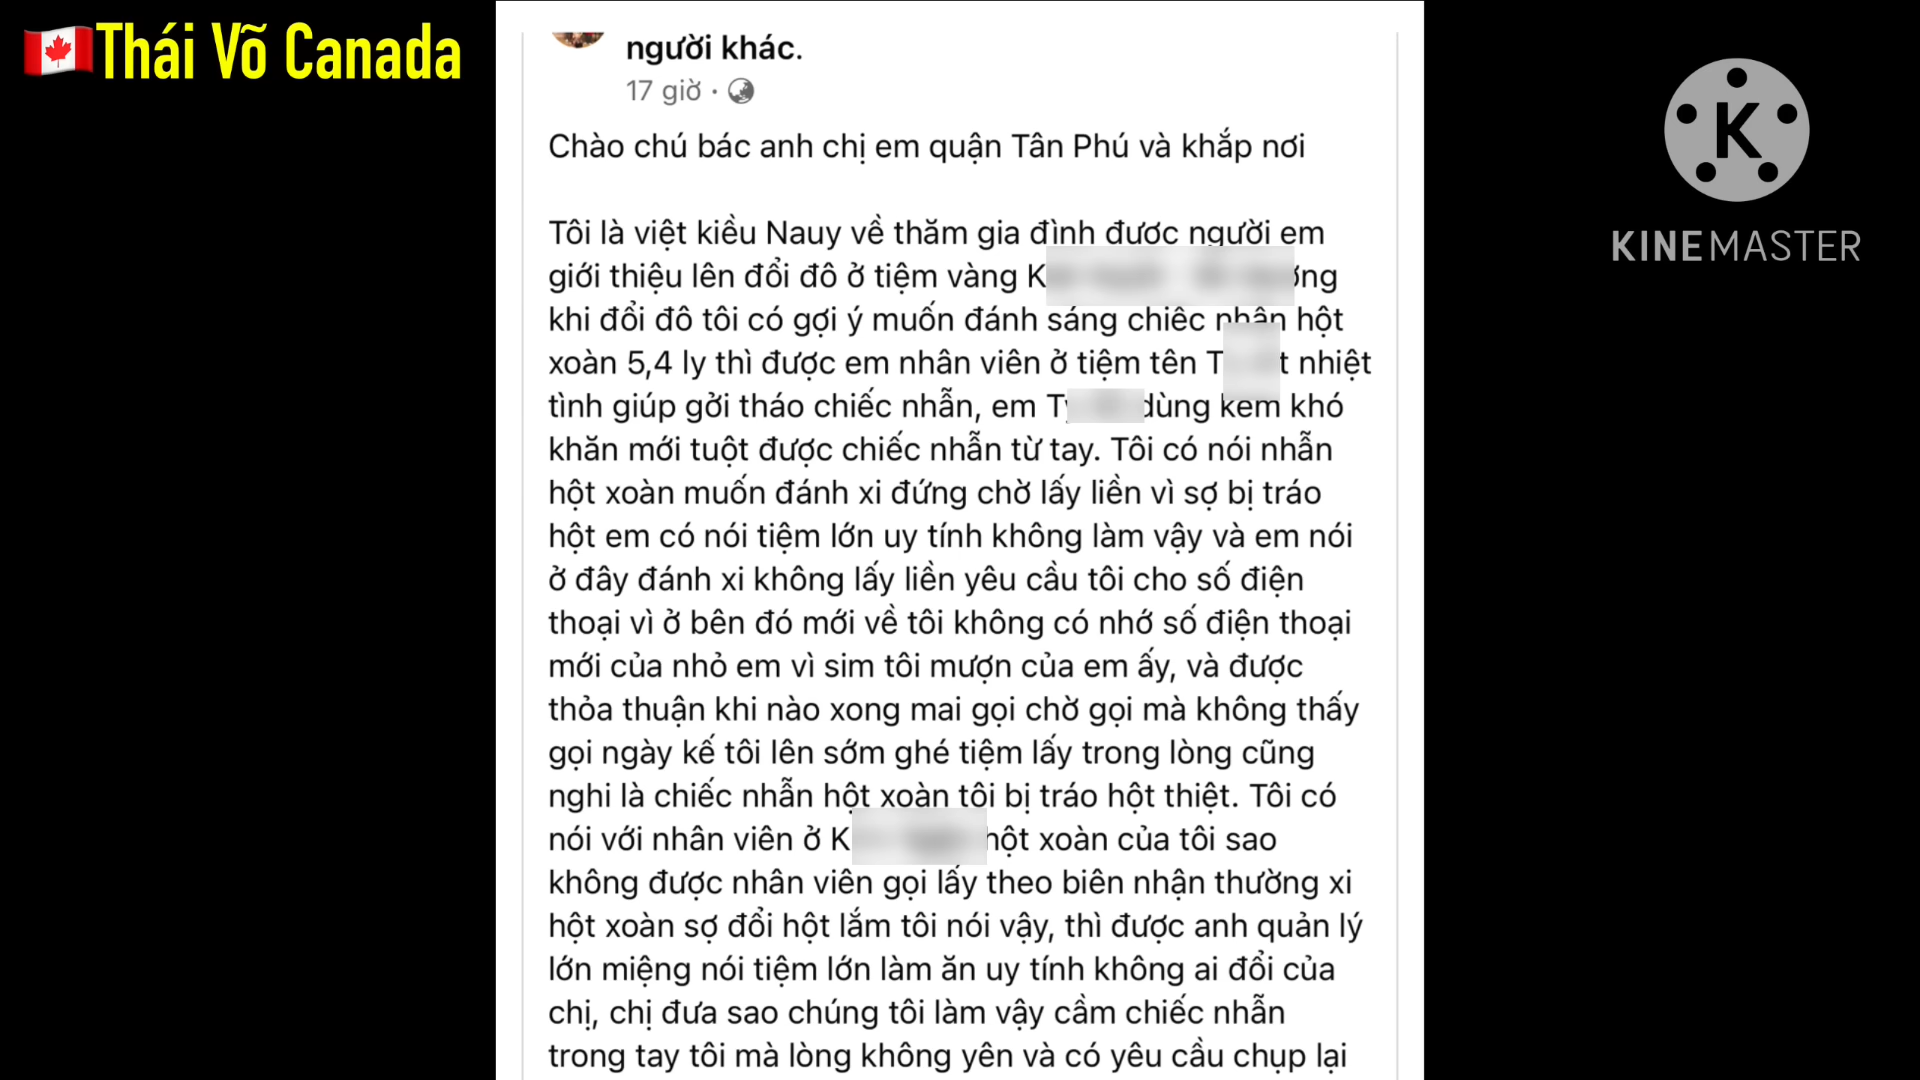 Thái Võ Canada
người khác.
17 giờ ·
Chào chú bác anh chị em quận Tân Phú và khắp nơi
Tôi là việt kiều Nauy về thăm gia đình được người em
giới thiệu lên đổi đô ở tiệm vàng
khi đổi đô tôi có gợi ý muốn đánh sáng chiếc nhẫn hột
xoàn 5,4 ly thì được em nhân viên ở tiệm tên nhiệt
tình giúp gởi tháo chiếc nhẫn, em dùng kềm khó
khăn mới tuột được chiếc nhẫn từ tay. Tôi có nói nhẫn
hột xoàn muốn đánh xi đứng chờ lấy liền vì sợ bị tráo
hột em có nói tiệm lớn uy tính không làm vậy và em nói
ở đây đánh xi không lấy liền yêu cầu tôi cho số điện
thoại vì ở bên đó mới về tôi không có nhớ số điện thoại
mới của nhỏ em vì sim tôi mượn của em ấy, và được
thỏa thuận khi nào xong mai gọi chờ gọi mà không thấy
gọi ngày kế tôi lên sớm ghé tiệm lấy trong lòng cũng
nghi là chiếc nhẫn hột xoàn tôi bị tráo hột thiệt. Tôi có
nói với nhân viên ở hột xoàn của tôi sao
không được nhân viên gọi lấy theo biên nhận thường xi
hột xoàn sợ đổi hột lắm tôi nói vậy, thì được anh quản lý
lớn miệng nói tiệm lớn làm ăn uy tính không ai đổi của
chị, chị đưa sao chúng tôi làm vậy cầm chiếc nhẫn
trong tay tôi mà lòng không yên và có yêu cầu chụp lại
K
KINEMASTER